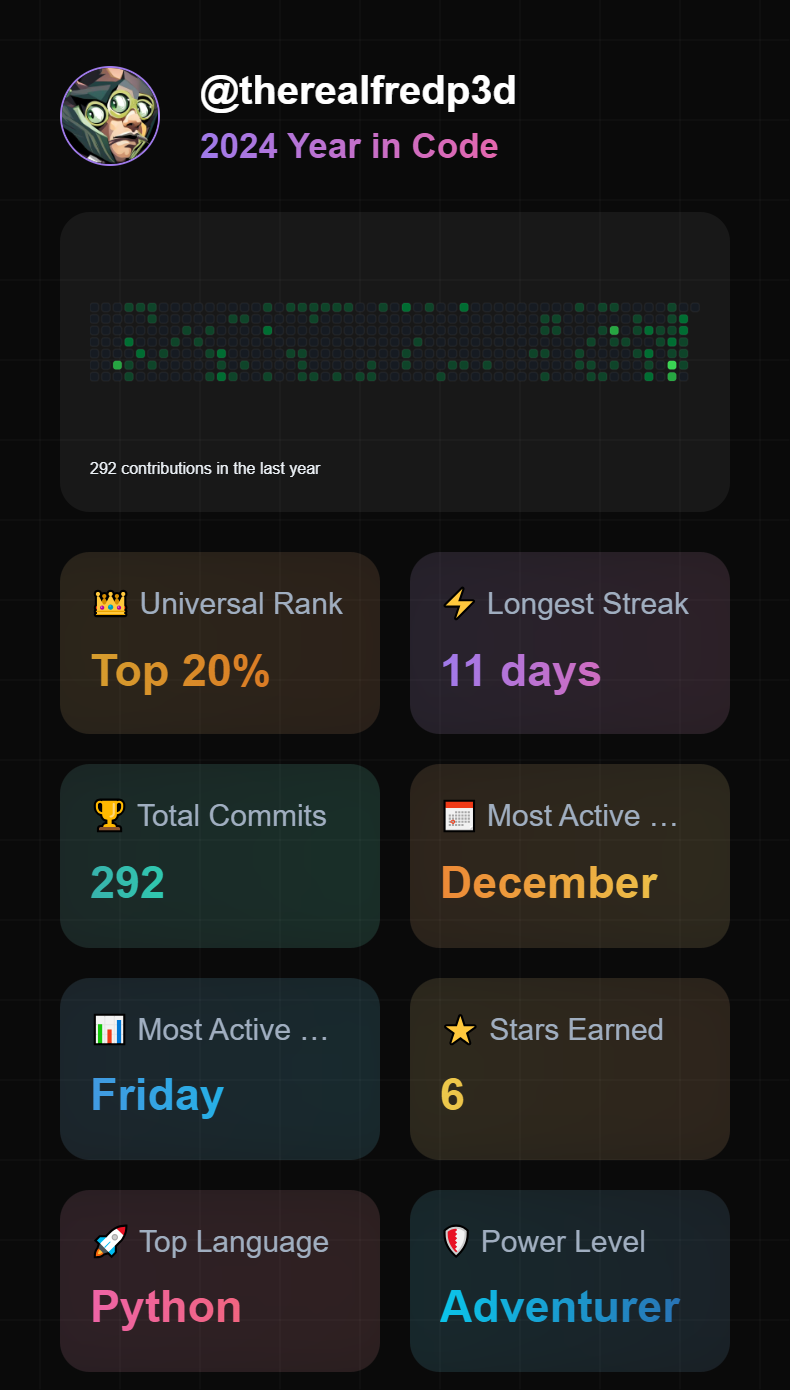 @therealfredp3d
2024 Year in Code
292 contributions in the last year
Universal Rank
Top 20%
Longest Streak
11 days
Total Commits
292
Most Active …
December
Most Active …
Friday
Stars Earned
6
Top Language
Python
Power Level
Adventurer